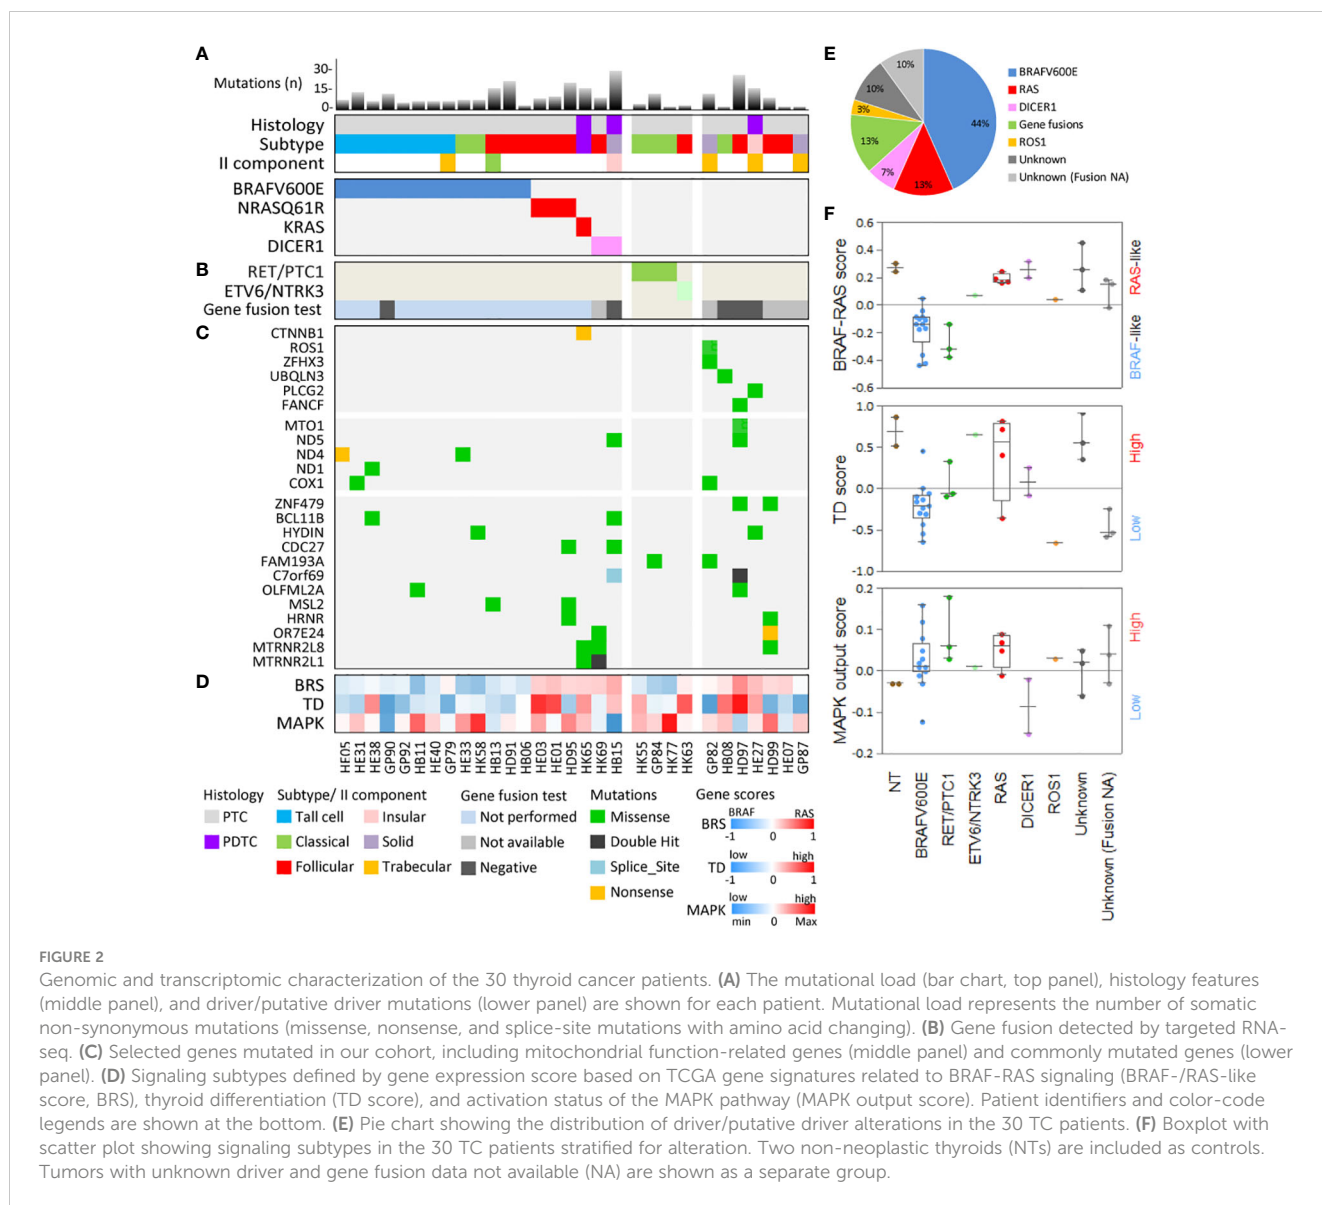 A
Mutations (n)
30-
15-
0-
Histology
Subtype
II component
BRAFV600E
NRASQ61R
KRAS
DICER1
B
RET/PTC1
ETV6/NTRK3
Gene fusion test
C
CTNNB1
ROS1
ZFHX3
UBQLN3
PLCG2
FANCF
MTO1
ND5
ND4
ND1
COX1
ZNF479
BCL11B
HYDIN
CDC27
FAM193A
C7orf69
OLFML2A
MSL2
HRNR
OR7E24
MTRNR2L8
MTRNR2L1
D
BRS
TD
MAPK
HE05
HE31
HE38
GP90
GP92
HB11
HE40
GP79
HE33
HK58
HB13
HD91
HB06
HE03
HE01
HD95
HK65
HK69
HB15
HK55
GP84
HK77
HK63
GP82
HB08
HD97
HE27
HD99
HE07
GP87
Histology
PTC
PDTC
Subtype/ II component
Tall cell
Classical
Follicular
Insular
Solid
Trabecular
Gene fusion test
Not performed
Not available
Negative
Mutations
Missense
Double Hit
Splice_Site
Nonsense
Gene scores
BRAF RAS
BRS
-1 0 1
low high
TD
-1 0 1
low high
MAPK
min 0 Max
E
44%
13%
7%
13%
3%
10%
10%
BRAFV600E
RAS
DICER1
Gene fusions
ROS1
Unknown
Unknown (Fusion NA)
F
BRAF-RAS score
0.6
0.4
0.2
0.0
-0.2
-0.4
-0.6
RAS-like
BRAF-like
TD score
1.0
0.5
0.0
-0.5
-1.0
High
Low
MAPK output score
0.2
0.1
0.0
-0.1
-0.2
High
Low
NT
BRAFV600E
RET/PTC1
ETV6/NTRK3
RAS
DICER1
ROS1
Unknown
Unknown (Fusion NA)
FIGURE 2
Genomic and transcriptomic characterization of the 30 thyroid cancer patients. (A) The mutational load (bar chart, top panel), histology features
(middle panel), and driver/putative driver mutations (lower panel) are shown for each patient. Mutational load represents the number of somatic
non-synonymous mutations (missense, nonsense, and splice-site mutations with amino acid changing). (B) Gene fusion detected by targeted RNA-
seq. (C) Selected genes mutated in our cohort, including mitochondrial function-related genes (middle panel) and commonly mutated genes (lower
panel). (D) Signaling subtypes defined by gene expression score based on TCGA gene signatures related to BRAF-RAS signaling (BRAF-/RAS-like
score, BRS), thyroid differentiation (TD score), and activation status of the MAPK pathway (MAPK output score). Patient identifiers and color-code
legends are shown at the bottom. (E) Pie chart showing the distribution of driver/putative driver alterations in the 30 TC patients. (F) Boxplot with
scatter plot showing signaling subtypes in the 30 TC patients stratified for alteration. Two non-neoplastic thyroids (NTs) are included as controls.
Tumors with unknown driver and gene fusion data not available (NA) are shown as a separate group.